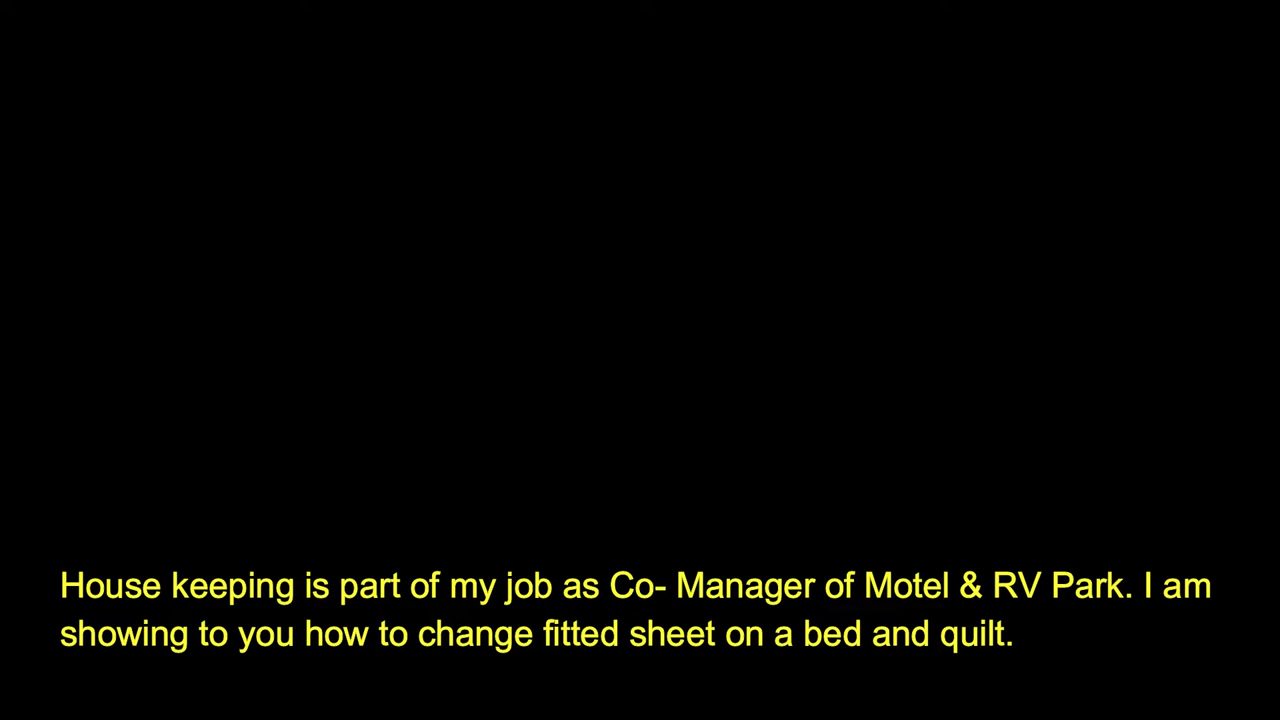 House keeping is part of my job as Co- Manager of Motel & RV Park. I am
showing to you how to change fitted sheet on a bed and quilt.